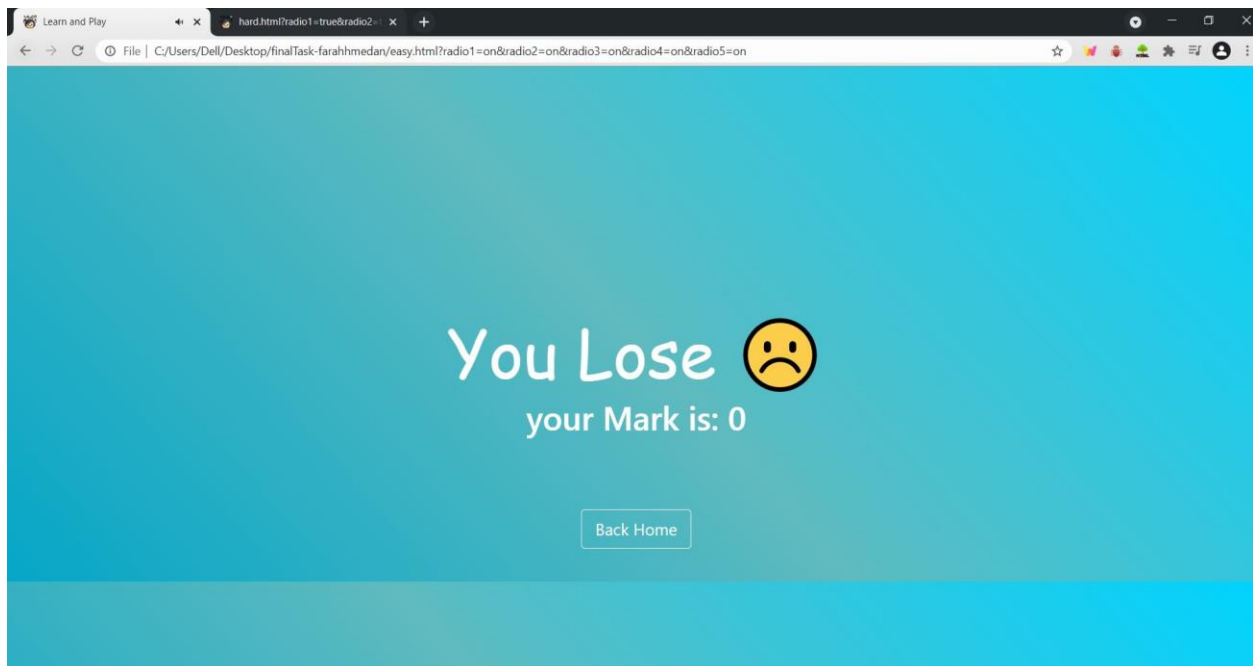 Learn and Play
hard.html?radio1=true&radio2=t
File | C:/Users/Dell/Desktop/finalTask-farahhmedan/easy.html?radio1=on&radio2=on&radio3=on&radio4=on&radio5=on
You Lose
your Mark is: 0
Back Home